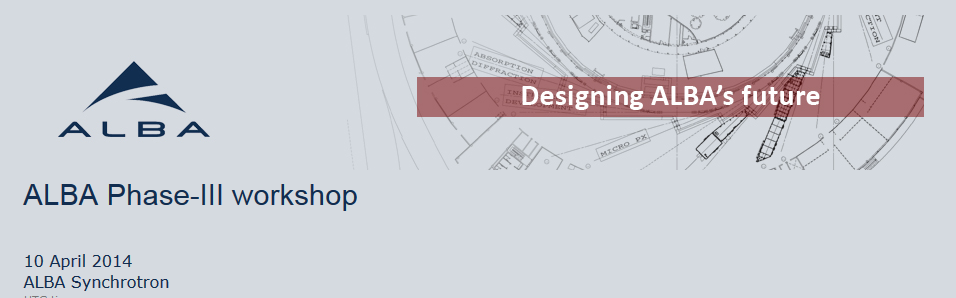 ALBA
Designing ALBA's future
ABSORPTION
DIFFRACTION
MICRO PX
ALBA Phase-III workshop
10 April 2014
ALBA Synchrotron